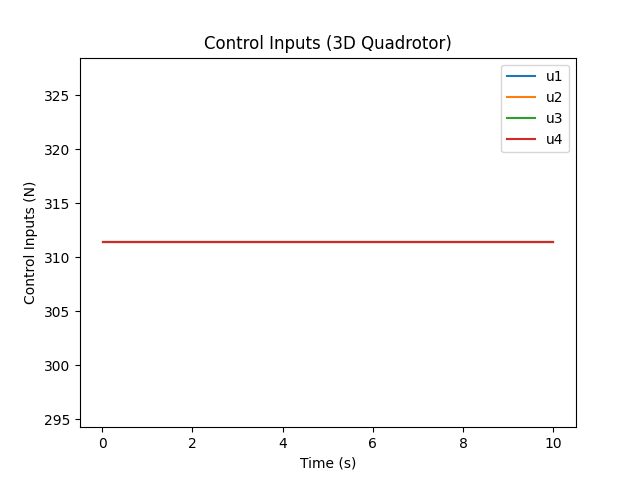 Control Inputs (3D Quadrotor)
u1
u2
u3
u4
325
320
315
310
305
300
295
Control Inputs (N)
0 2 4 6 8 10
Time (s)